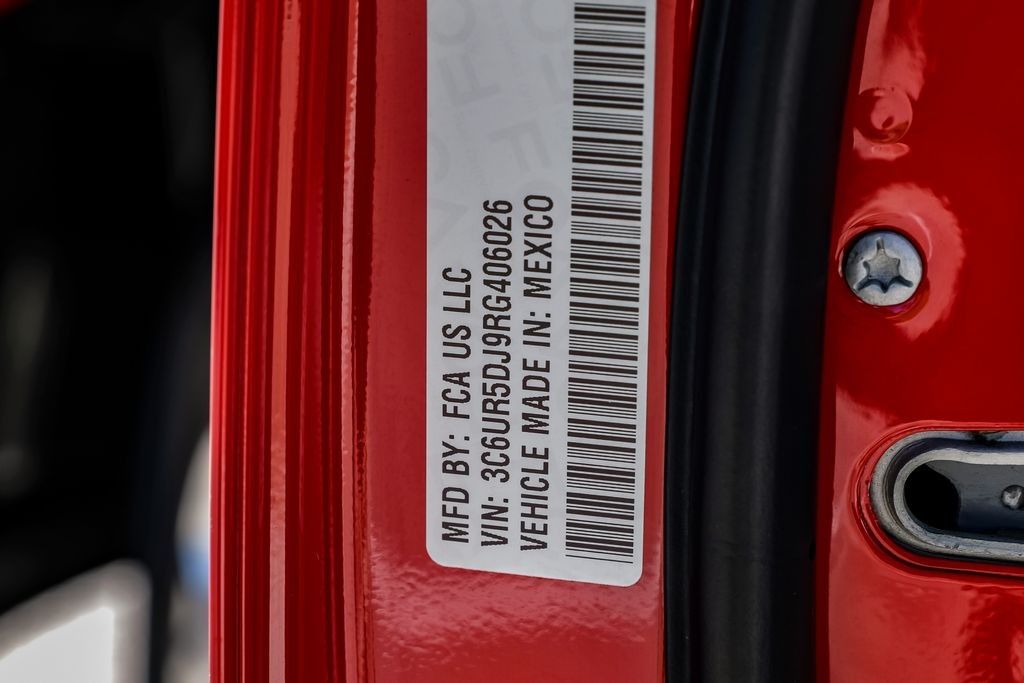 MFD BY: FCA US LLC
VIN: 3C6UR5DJ9RG406026
VEHICLE MADE IN: MEXICO